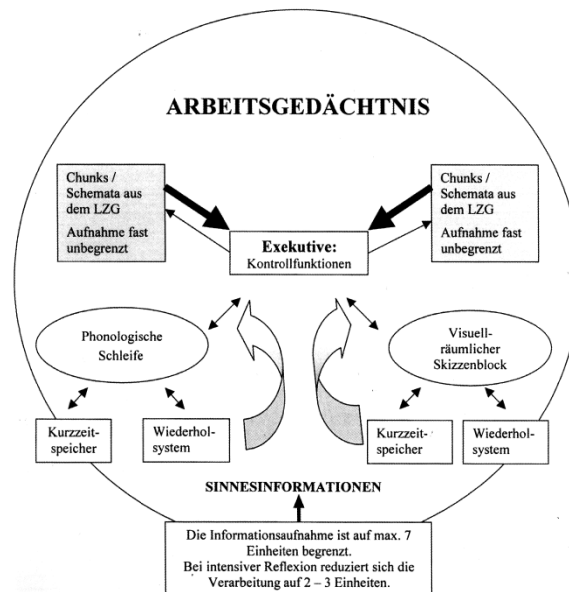 ARBEITSGEDÄCHTNIS
Chunks /
Schemata aus
dem LZG
Aufnahme fast
unbegrenzt
Chunks /
Schemata aus
dem LZG
Aufnahme fast
unbegrenzt
Exekutive:
Kontrollfunktionen
Phonologische
Schleife
Visuell-
räumlicher
Skizzenblock
Kurzzeit-
speicher
Wiederhol-
system
Kurzzeit-
speicher
Wiederhol-
system
SINNESINFORMATIONEN
Die Informationsaufnahme ist auf max. 7
Einheiten begrenzt.
Bei intensiver Reflexion reduziert sich die
Verarbeitung auf 2 – 3 Einheiten.